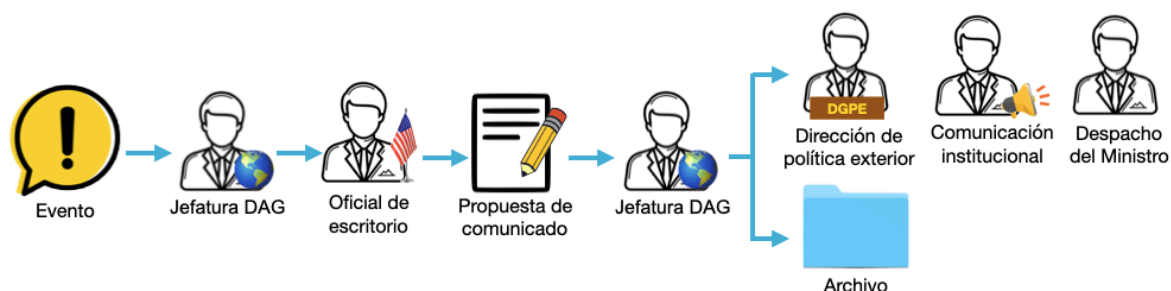 Evento
Jefatura DAG
Oficial de
escritorio
Propuesta de
comunicado
Jefatura DAG
DGPE
Dirección de
política exterior
Comunicación
institucional
Despacho
del Ministro
Archivo